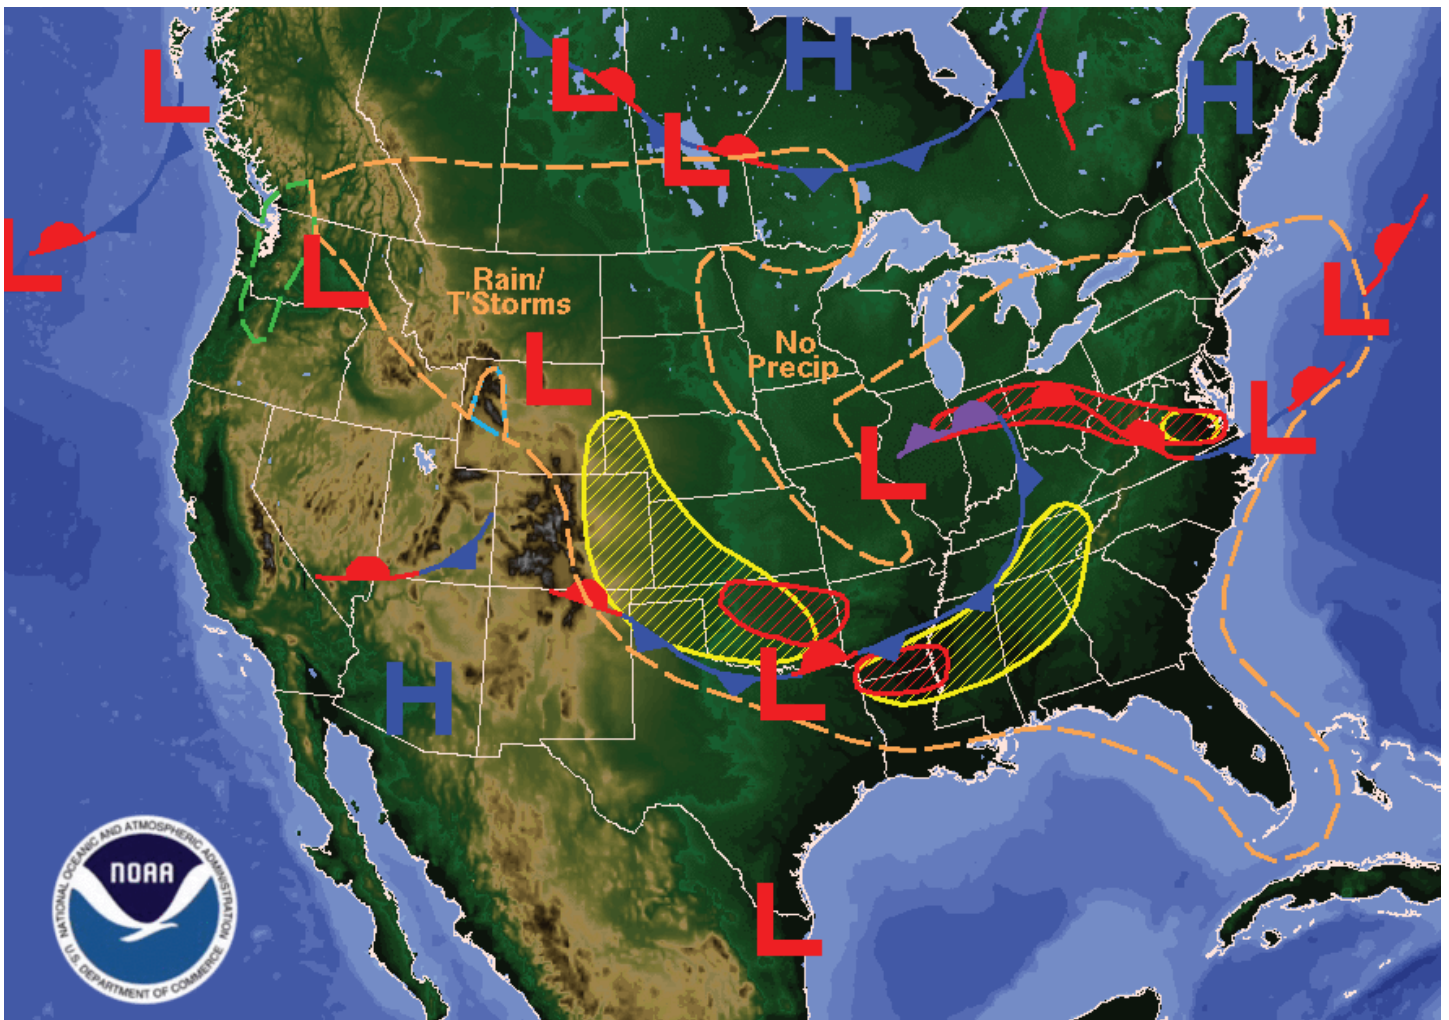 L
H
L
H
L
L
L
Rain/
T'Storms
L
L
No
Precip
L
L
L
H
L
NATIONAL OCEANIC AND ATMOSPHERIC ADMINISTRATION
NOAA
U.S. DEPARTMENT OF COMMERCE
L